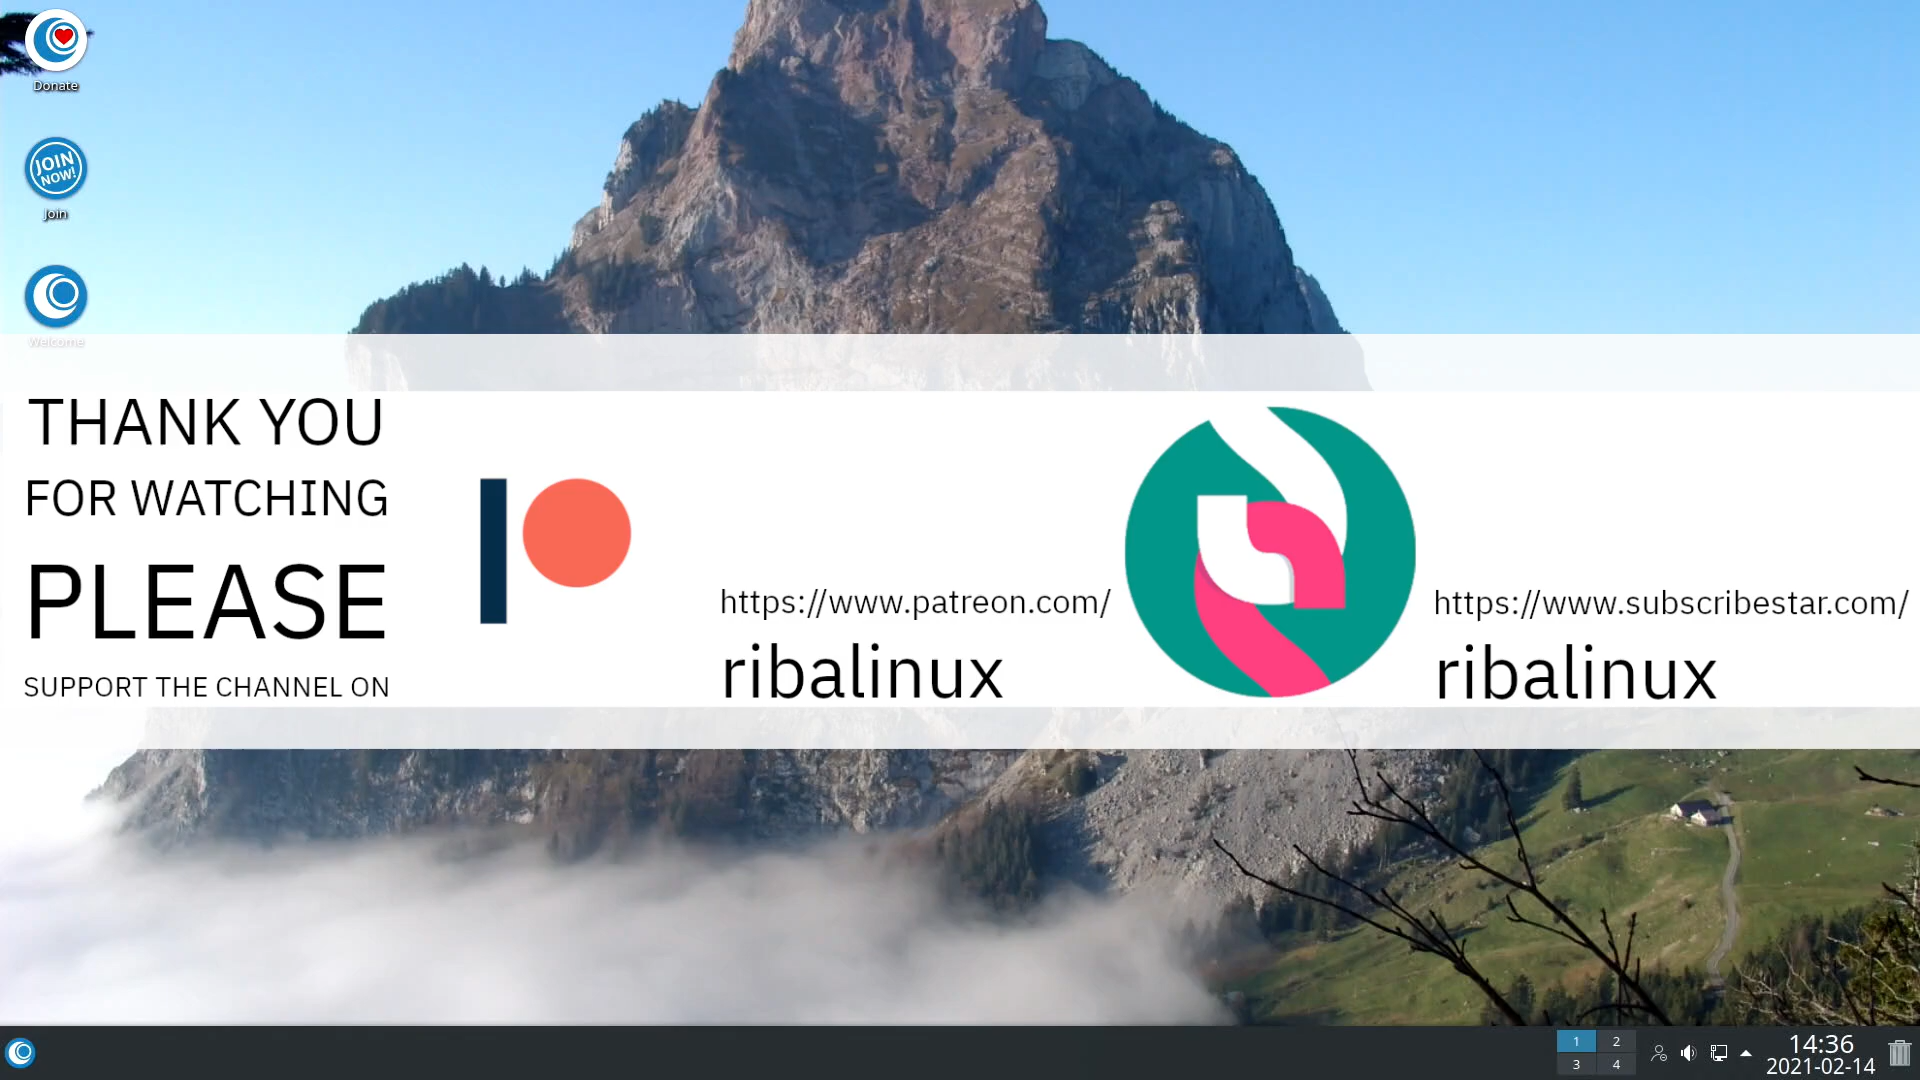 Donate
JOIN
NOW!
Join
Welcome
THANK YOU
FOR WATCHING
PLEASE
SUPPORT THE CHANNEL ON
https://www.patreon.com/
ribalinux
https://www.subscribestar.com/
ribalinux
1 2
3 4
14:36
2021-02-14